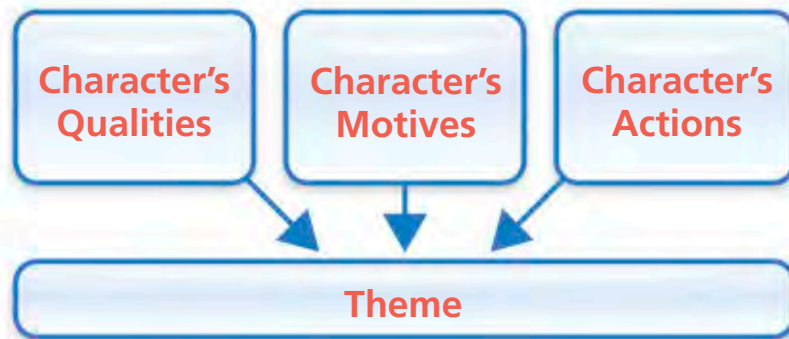 Character’s
Qualities
Character’s
Motives
Character’s
Actions
Theme